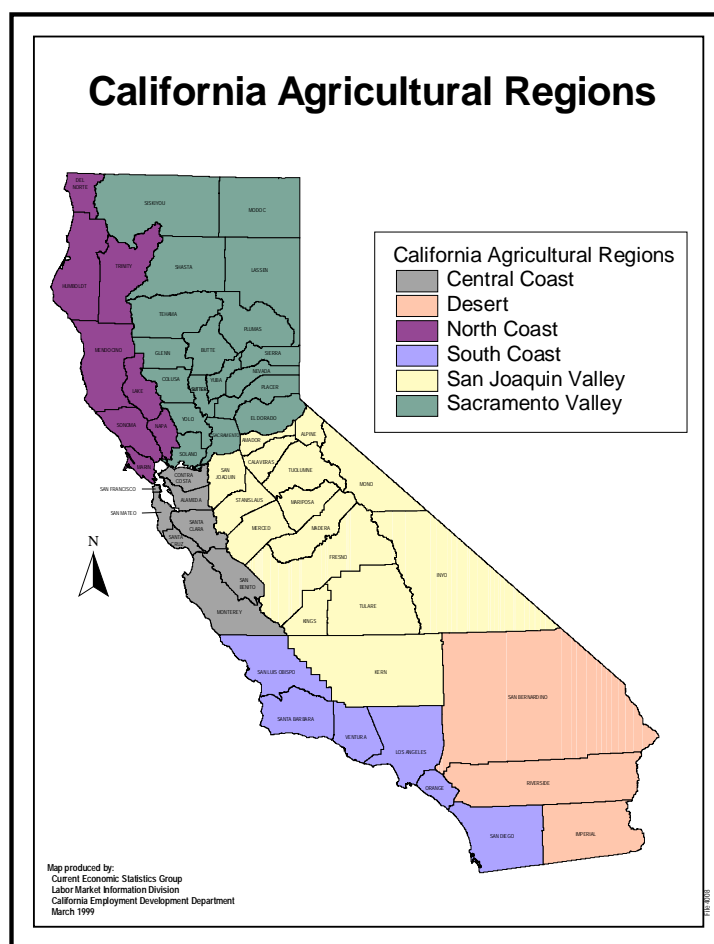 California Agricultural Regions
DEL
NORTE
SISKIYOU
MODOC
TRINITY
SHASTA
LASSEN
HUMBOLDT
TEHAMA
PLUMAS
MENDOCINO
GLENN
BUTTE
SIERRA
NEVADA
LAKE
COLUSA
SUTTER
YUBA
PLACER
SONOMA
NAPA
YOLO
SACRAMENTO
EL DORADO
MARIN
SOLANO
AMADOR
ALPINE
CONTRA
COSTA
SAN
JOAQUIN
CALAVERAS
TUOLUMNE
MONO
SAN FRANCISCO
ALAMEDA
STANISLAUS
MARIPOSA
SAN MATEO
SANTA
CLARA
MERCED
MADERA
SANTA
CRUZ
FRESNO
SAN
BENITO
INYO
MONTEREY
KINGS
TULARE
SAN LUIS OBISPO
KERN
SAN BERNARDINO
SANTA BARBARA
VENTURA
LOS ANGELES
ORANGE
RIVERSIDE
SAN DIEGO
IMPERIAL
California Agricultural Regions
Central Coast
Desert
North Coast
South Coast
San Joaquin Valley
Sacramento Valley
N
Map produced by:
Current Economic Statistics Group
Labor Market Information Division
California Employment Development Department
March 1999
File 4008